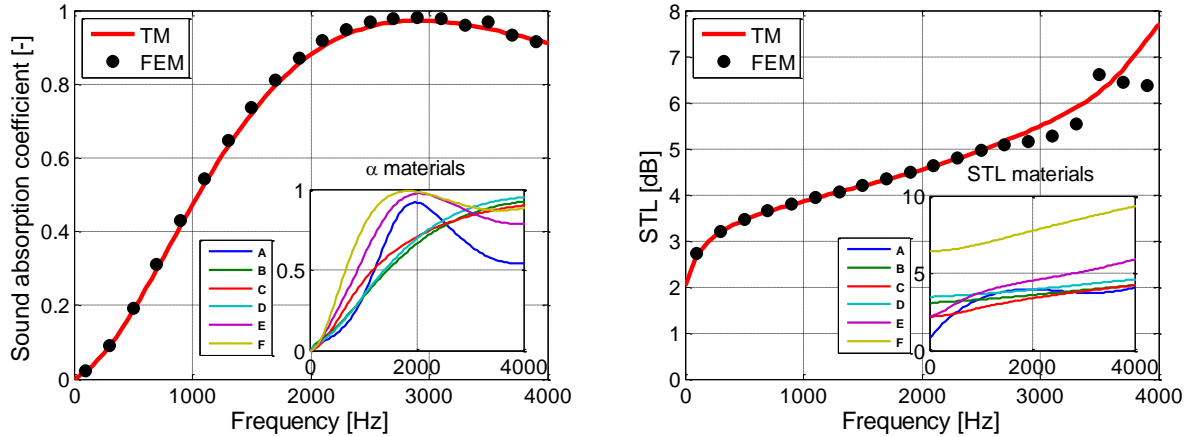 TM
FEM
Sound absorption coefficient [-]
1
0.8
0.6
0.4
0.2
0
0 1000 2000 3000 4000
Frequency [Hz]
α materials
1
0.5
0
0 2000 4000
A
B
C
D
E
F
TM
FEM
STL [dB]
8
7
6
5
4
3
2
1
0
0 1000 2000 3000 4000
Frequency [Hz]
STL materials
10
5
0
0 2000 4000
A
B
C
D
E
F